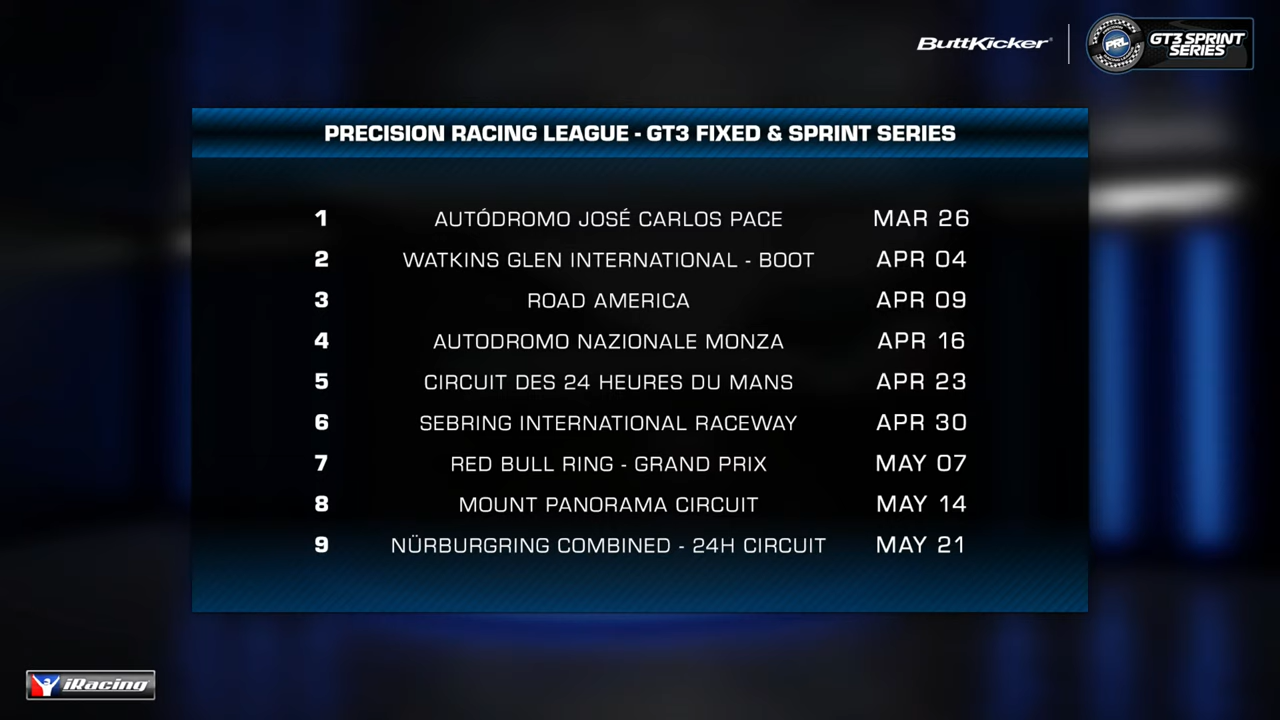 ButtKicker
PRL
GT3 SPRINT
SERIES
PRECISION RACING LEAGUE - GT3 FIXED & SPRINT SERIES
1 AUTÓDROMO JOSÉ CARLOS PACE MAR 26
2 WATKINS GLEN INTERNATIONAL - BOOT APR 04
3 ROAD AMERICA APR 09
4 AUTODROMO NAZIONALE MONZA APR 16
5 CIRCUIT DES 24 HEURES DU MANS APR 23
6 SEBRING INTERNATIONAL RACEWAY APR 30
7 RED BULL RING - GRAND PRIX MAY 07
8 MOUNT PANORAMA CIRCUIT MAY 14
9 NÜRBURGRING COMBINED - 24H CIRCUIT MAY 21
iRacing